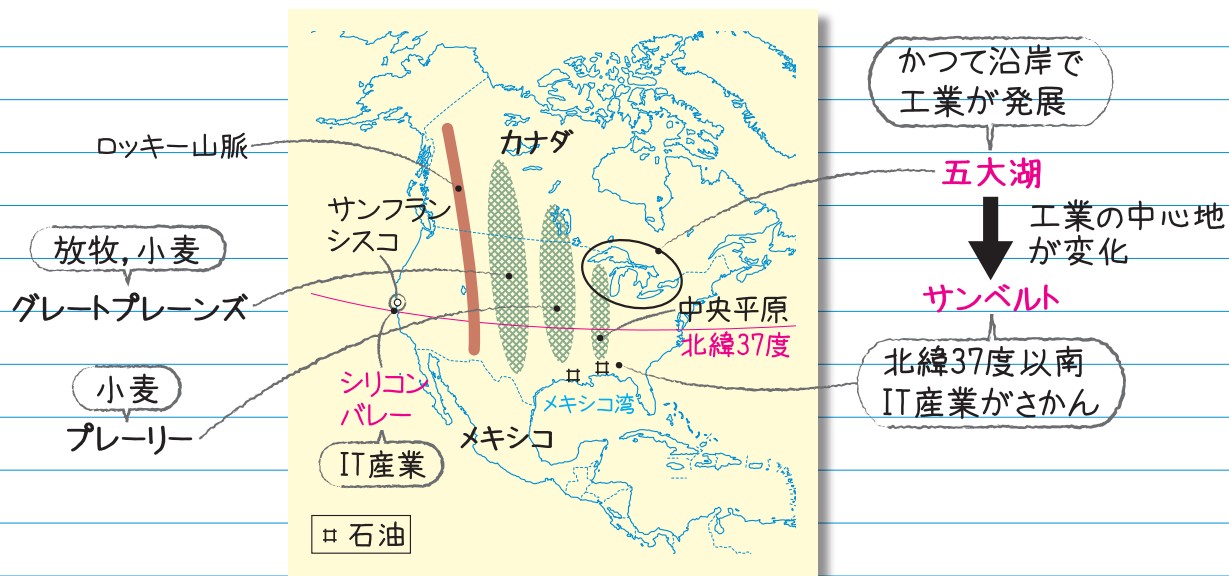 ロッキー山脈
放牧,小麦
グレートプレーンズ
小麦
プレーリー
カナダ
サンフラン
シスコ
中央平原
北緯37度
シリコン
バレー
IT産業
メキシコ湾
メキシコ
石油
かつて沿岸で
工業が発展
五大湖
工業の中心地
が変化
サンベルト
北緯37度以南
IT産業がさかん